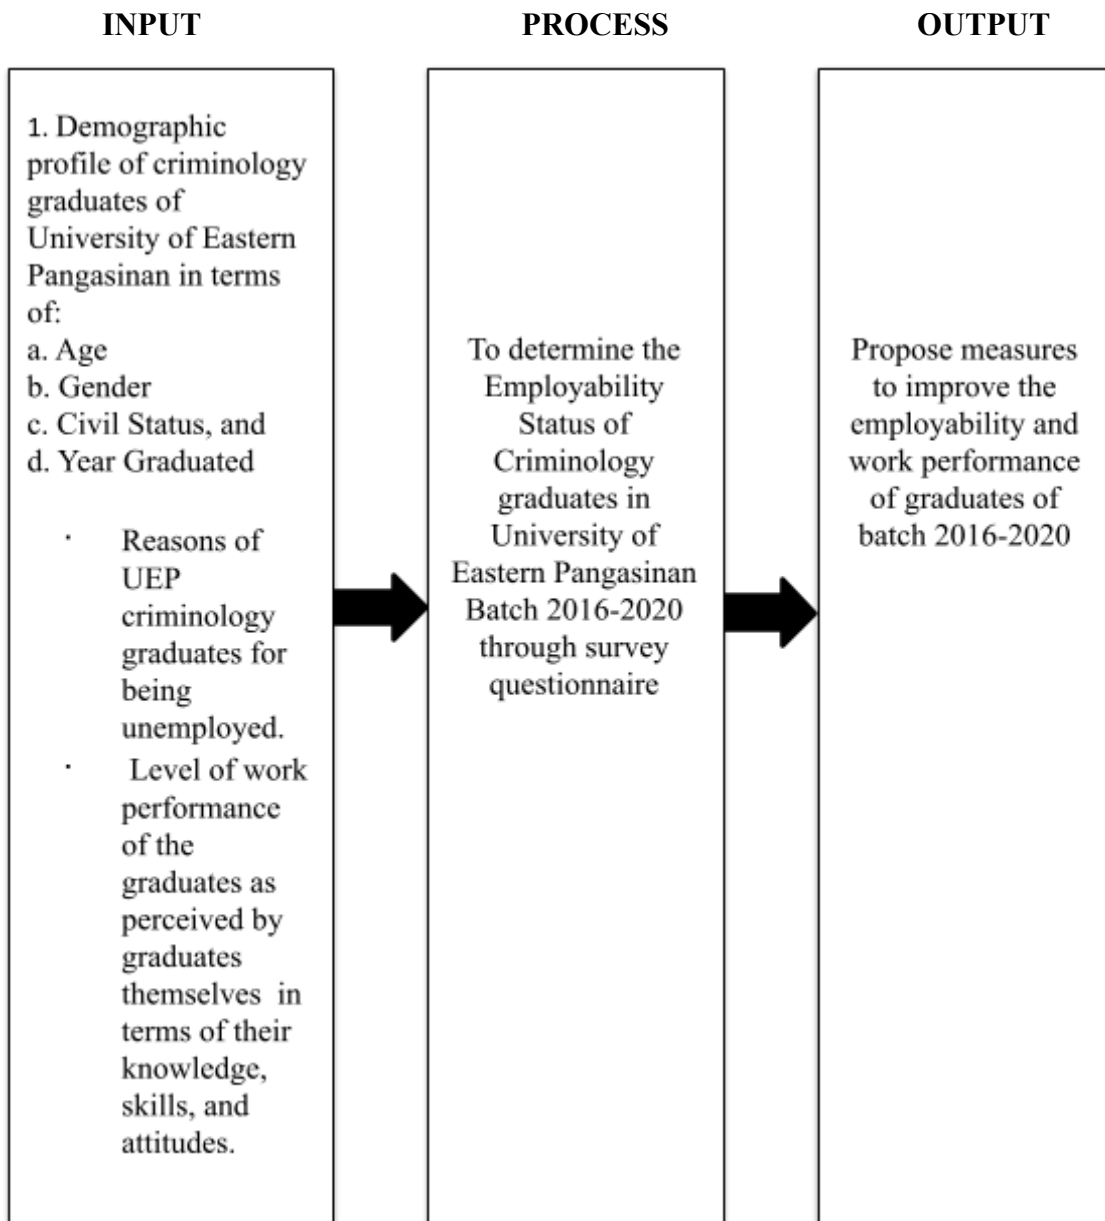 INPUT
PROCESS
OUTPUT
1. Demographic
profile of criminology
graduates of
University of Eastern
Pangasinan in terms
of:
a. Age
b. Gender
c. Civil Status, and
d. Year Graduated
· Reasons of
UEP
criminology
graduates for
being
unemployed.
· Level of work
performance
of the
graduates as
perceived by
graduates
themselves in
terms of their
knowledge,
skills, and
attitudes.
To determine the
Employability
Status of
Criminology
graduates in
University of
Eastern Pangasinan
Batch 2016-2020
through survey
questionnaire
Propose measures
to improve the
employability and
work performance
of graduates of
batch 2016-2020